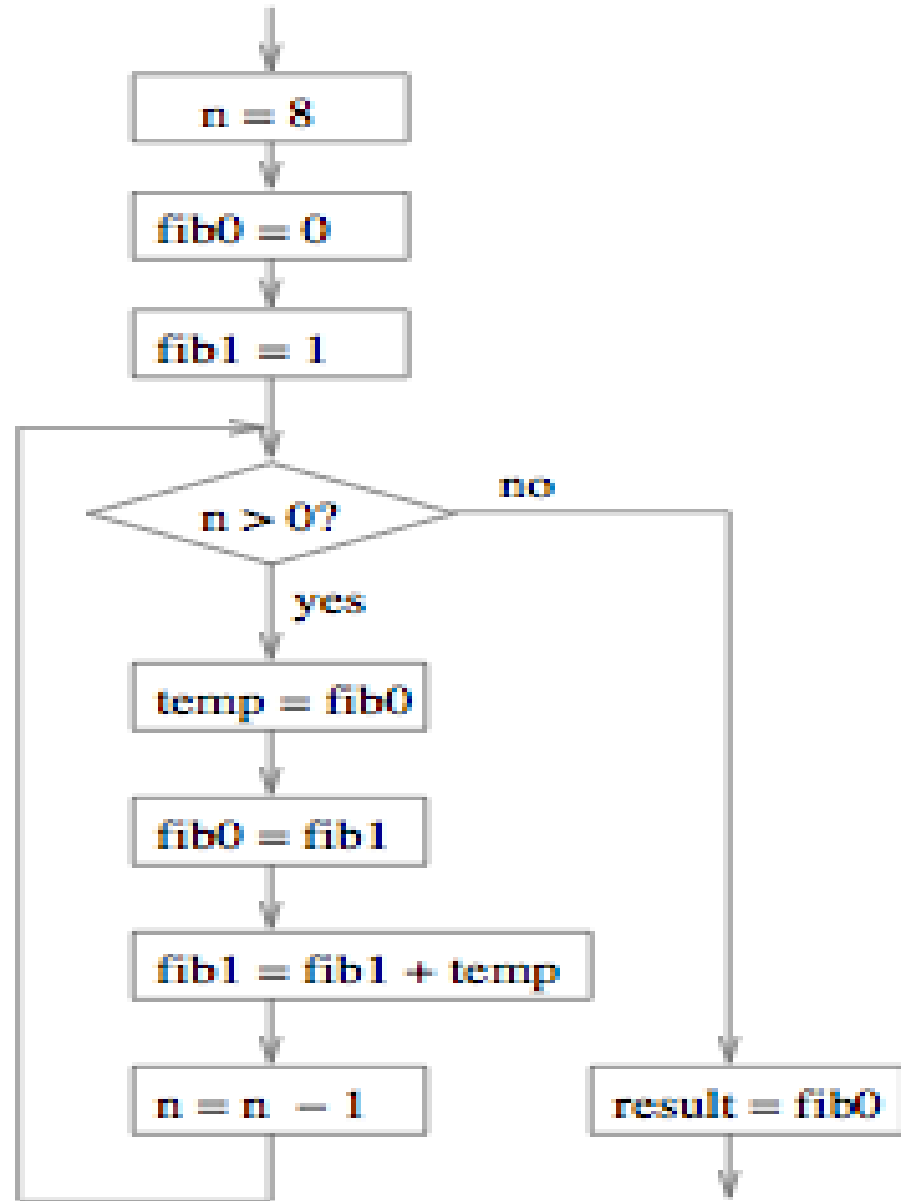 n = 8
fib0 = 0
fib1 = 1
n > 0?
no
yes
temp = fib0
fib0 = fib1
fib1 = fib1 + temp
n = n - 1
result = fib0